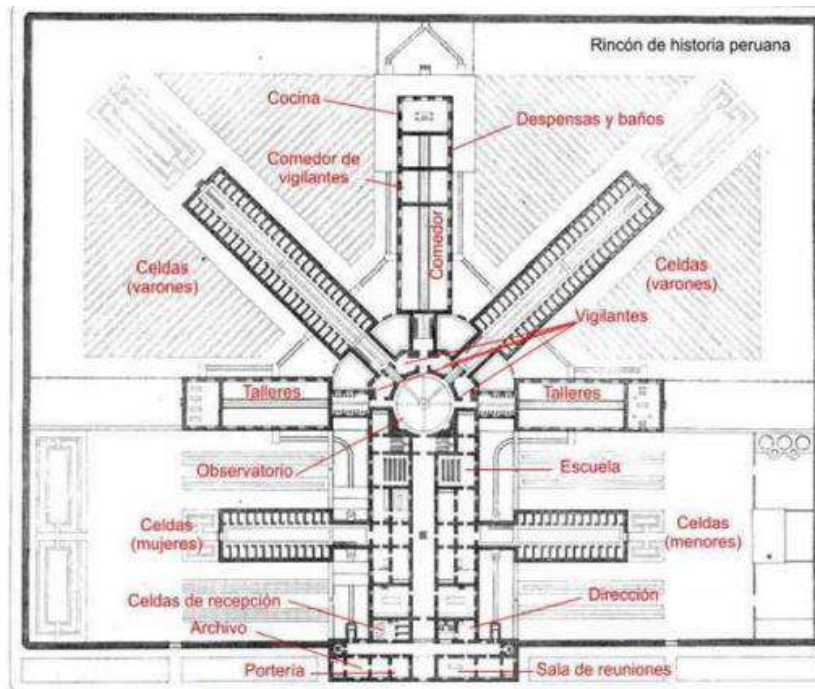 Rincón de historia peruana
Cocina
Despensas y baños
Comedor de
vigilantes
Comedor
Celdas
(varones)
Celdas
(varones)
Vigilantes
Talleres
Talleres
Observatorio
Escuela
Celdas
(mujeres)
Celdas
(menores)
Celdas de recepción
Dirección
Archivo
Portería
Sala de reuniones